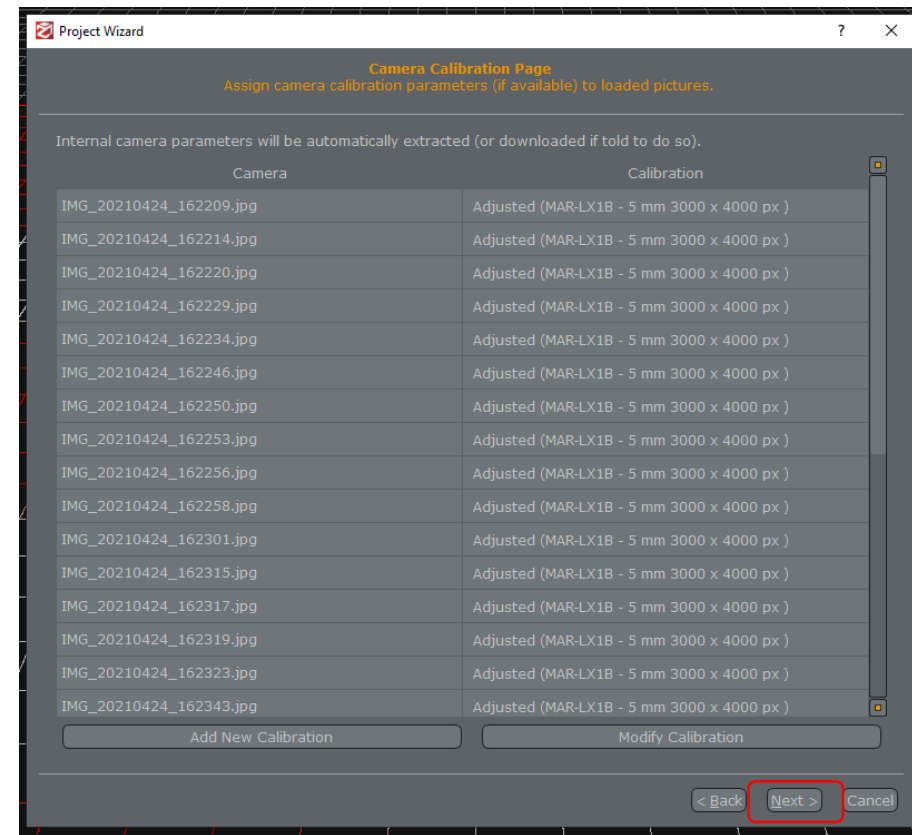 Project Wizard ? ×
Camera Calibration Page
Assign camera calibration parameters (if available) to loaded pictures.
Internal camera parameters will be automatically extracted (or downloaded if told to do so).
Camera Calibration
IMG_20210424_162209.jpg Adjusted (MAR-LX1B - 5 mm 3000 x 4000 px )
IMG_20210424_162214.jpg Adjusted (MAR-LX1B - 5 mm 3000 x 4000 px )
IMG_20210424_162220.jpg Adjusted (MAR-LX1B - 5 mm 3000 x 4000 px )
IMG_20210424_162229.jpg Adjusted (MAR-LX1B - 5 mm 3000 x 4000 px )
IMG_20210424_162234.jpg Adjusted (MAR-LX1B - 5 mm 3000 x 4000 px )
IMG_20210424_162246.jpg Adjusted (MAR-LX1B - 5 mm 3000 x 4000 px )
IMG_20210424_162250.jpg Adjusted (MAR-LX1B - 5 mm 3000 x 4000 px )
IMG_20210424_162253.jpg Adjusted (MAR-LX1B - 5 mm 3000 x 4000 px )
IMG_20210424_162256.jpg Adjusted (MAR-LX1B - 5 mm 3000 x 4000 px )
IMG_20210424_162258.jpg Adjusted (MAR-LX1B - 5 mm 3000 x 4000 px )
IMG_20210424_162301.jpg Adjusted (MAR-LX1B - 5 mm 3000 x 4000 px )
IMG_20210424_162315.jpg Adjusted (MAR-LX1B - 5 mm 3000 x 4000 px )
IMG_20210424_162317.jpg Adjusted (MAR-LX1B - 5 mm 3000 x 4000 px )
IMG_20210424_162319.jpg Adjusted (MAR-LX1B - 5 mm 3000 x 4000 px )
IMG_20210424_162323.jpg Adjusted (MAR-LX1B - 5 mm 3000 x 4000 px )
IMG_20210424_162343.jpg Adjusted (MAR-LX1B - 5 mm 3000 x 4000 px )
Add New Calibration Modify Calibration
< Back Next > Cancel